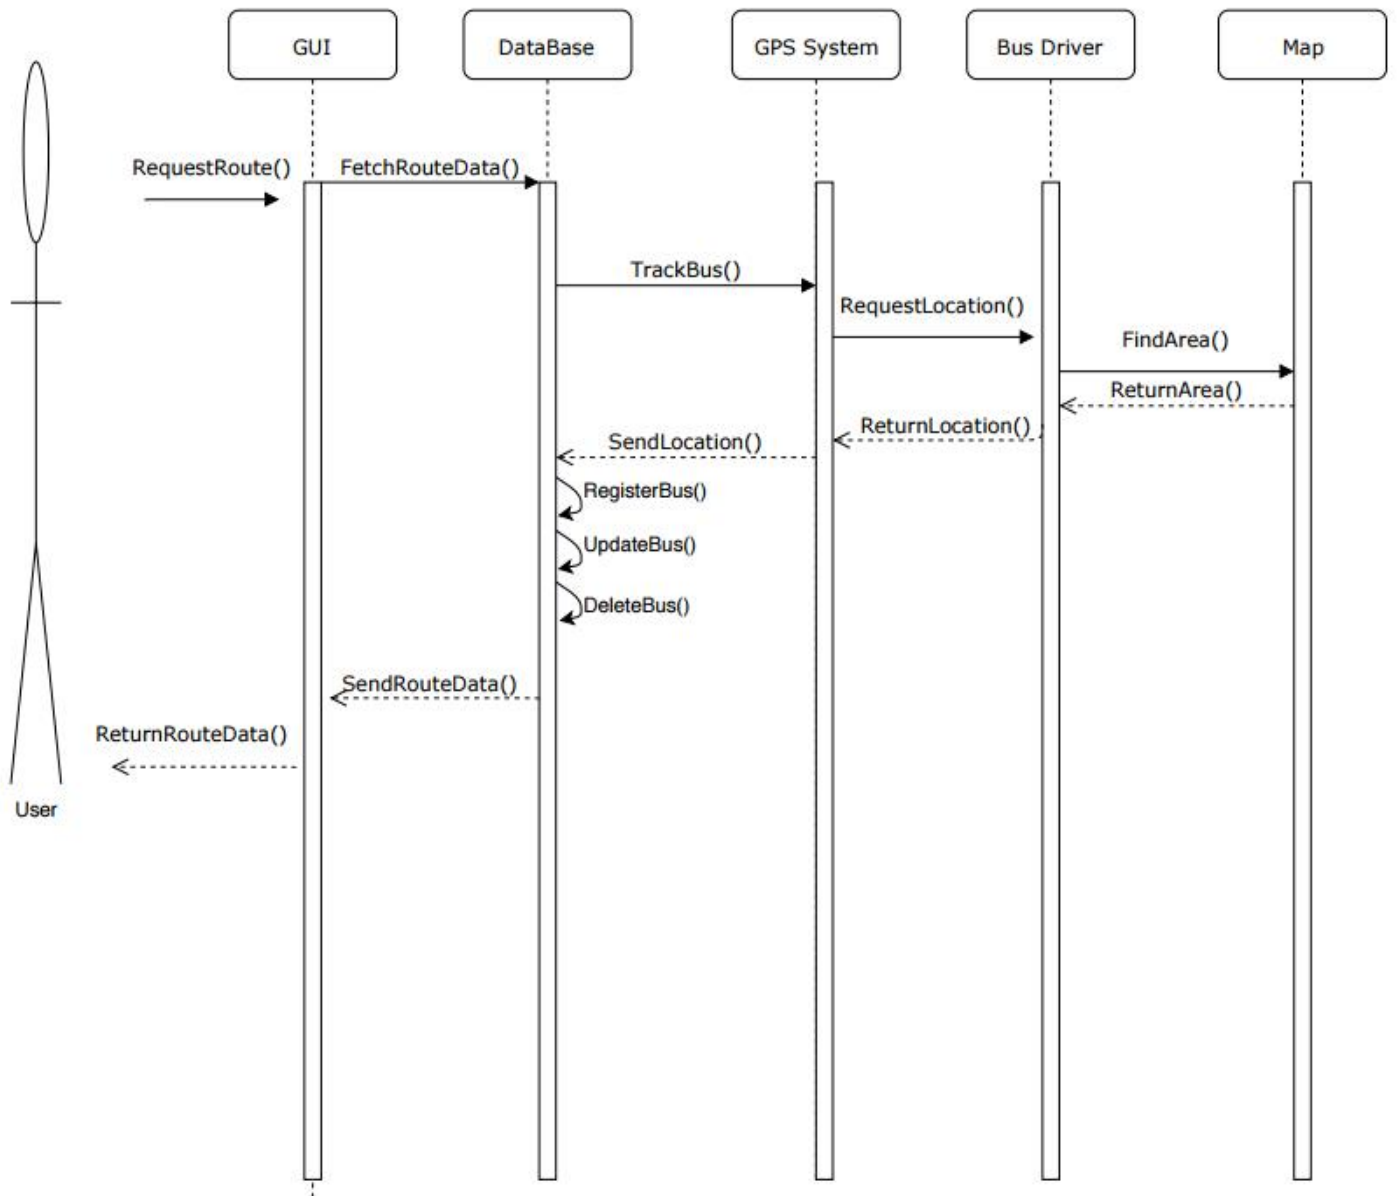 GUI
DataBase
GPS System
Bus Driver
Map
RequestRoute()
FetchRouteData()
TrackBus()
RequestLocation()
FindArea()
ReturnArea()
ReturnLocation()
SendLocation()
RegisterBus()
UpdateBus()
DeleteBus()
SendRouteData()
ReturnRouteData()
User